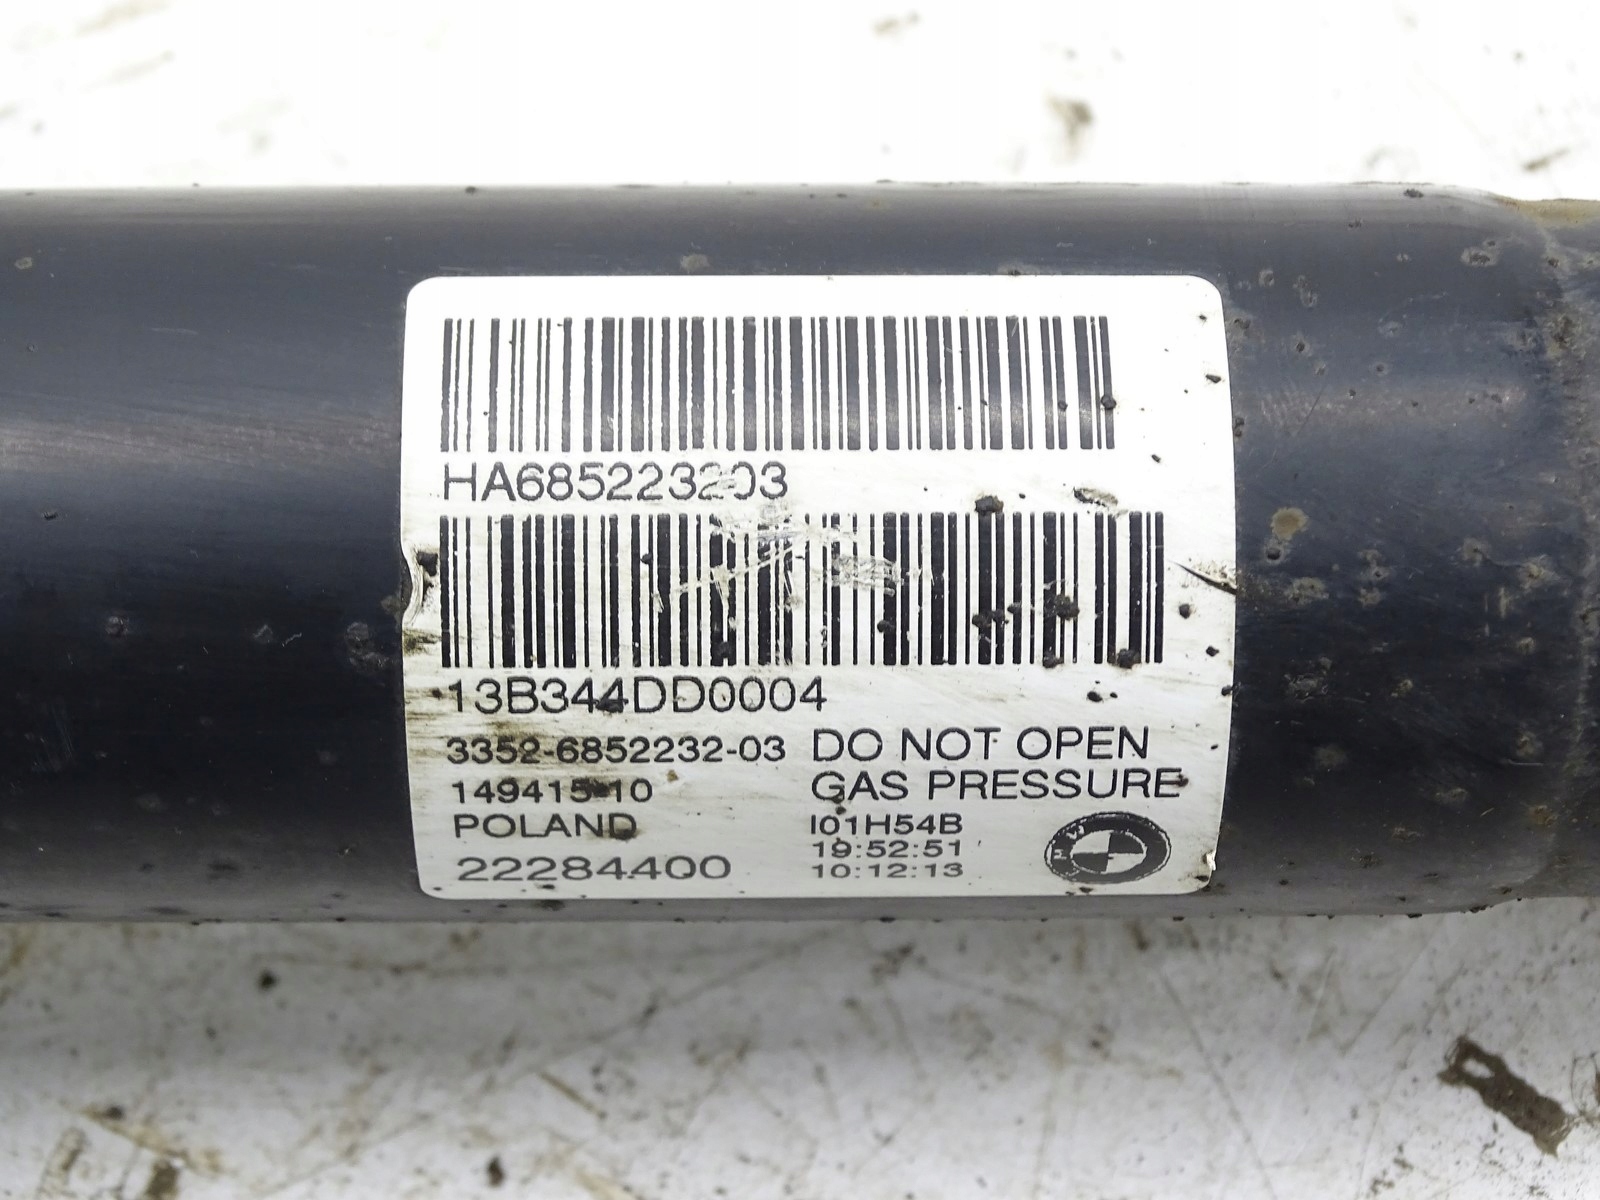 HA685223203
13B344DD0004
3352-6852232-03
149415-10
POLAND
22284400
DO NOT OPEN
GAS PRESSURE
I01H54B
19:52:51
10:12:13
BMW